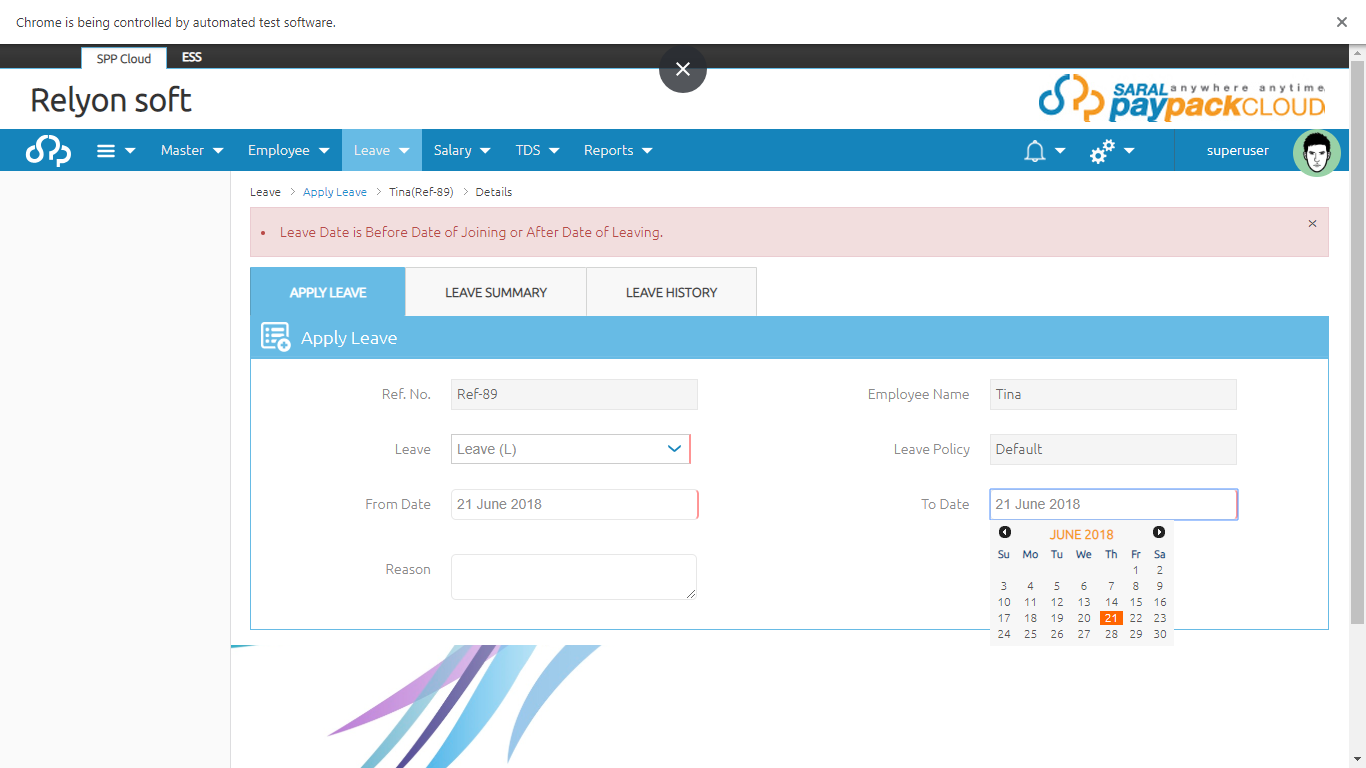 Chrome is being controlled by automated test software.
SPP Cloud ESS
Relyon soft
SARAL anywhere anytime
paypackCLOUD
Master Employee Leave Salary TDS Reports superuser
Leave > Apply Leave > Tina(Ref-89) > Details
Leave Date is Before Date of Joining or After Date of Leaving.
APPLY LEAVE LEAVE SUMMARY LEAVE HISTORY
Apply Leave
Ref. No. Ref-89 Employee Name Tina
Leave Leave (L) Leave Policy Default
From Date 21 June 2018 To Date 21 June 2018
JUNE 2018
Su Mo Tu We Th Fr Sa
Reason
1 2
3 4 5 6 7 8 9
10 11 12 13 14 15 16
17 18 19 20 21 22 23
24 25 26 27 28 29 30